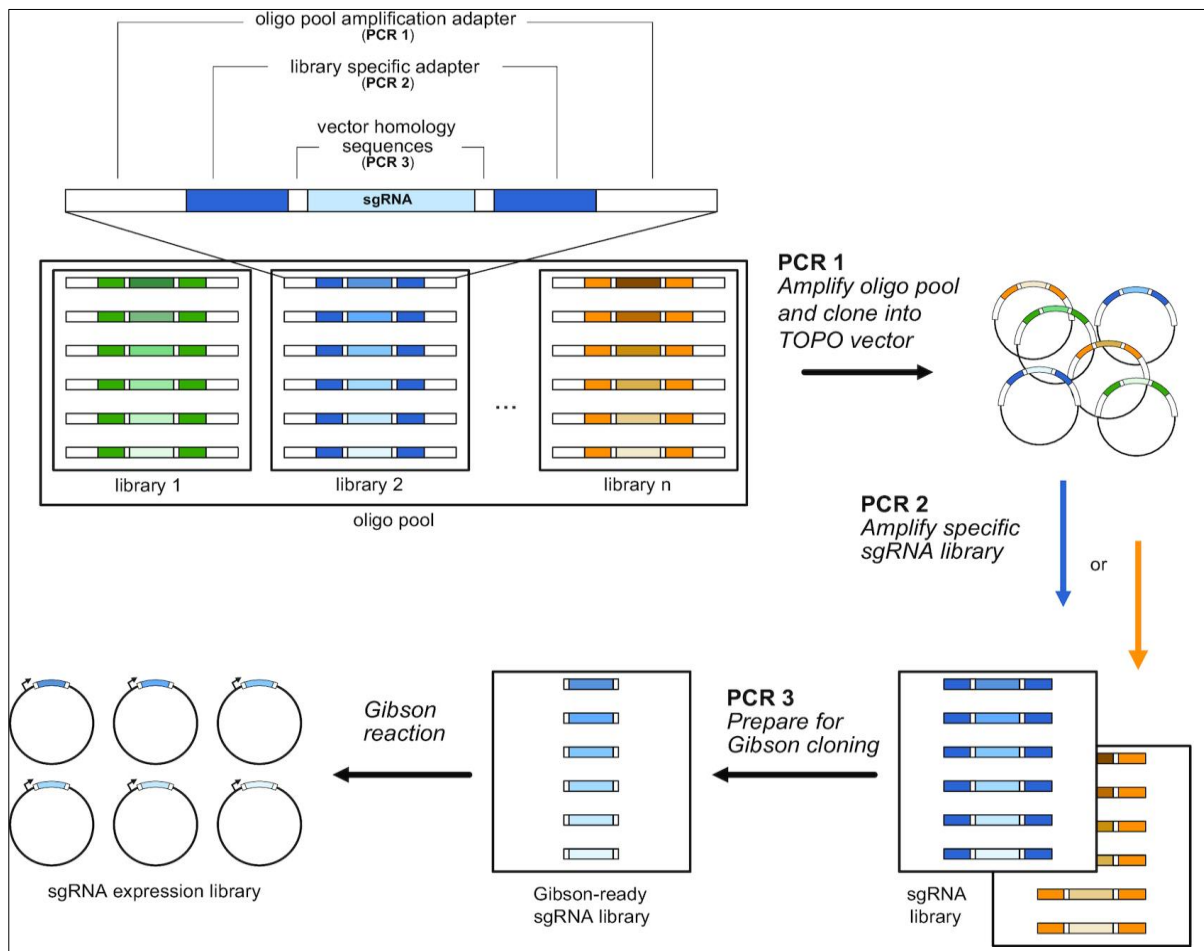 oligo pool amplification adapter
(PCR 1)
library specific adapter
(PCR 2)
vector homology
sequences
(PCR 3)
sgRNA
...
library 1
library 2
library n
oligo pool
PCR 1
Amplify oligo pool
and clone into
TOPO vector
PCR 2
Amplify specific
sgRNA library
or
sgRNA
library
PCR 3
Prepare for
Gibson cloning
Gibson-ready
sgRNA library
Gibson
reaction
sgRNA expression library